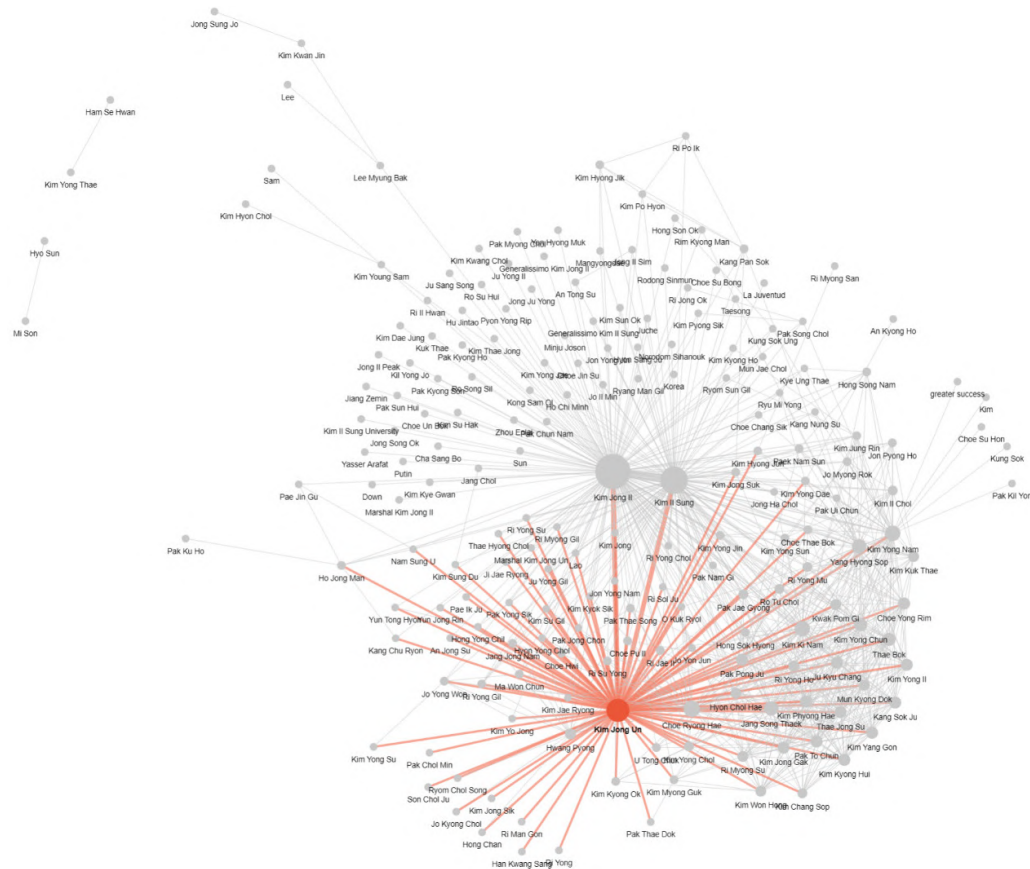 Jong Sung Jo
Kim Kwan Jin
Lee
Ham Se Hwan
Ri Po Ik
Lee Myung Bak
Kim Hyong Jik
Kim Yong Thae
Sam
Kim Po Hyon
Kim Hyon Chol
Hong Son Ok
Rim Kyong Man
Pak Myong Chol
Yun Hyong Muk
Hyo Sun
Kim Kwang Chol
Mangyongdae
Jong Il Sim
Kang Pan Sok
Generalissimo Kim Jong Il
Ju Yong Il
Kim Young Sam
Rodong Sinmun
Choe Su Bong
Ri Myong San
Ju Sang Song
An Tong Su
La Juventud
Ro Su Hui
Jong Ju Yong
Ri Jong Ok
Taesong
Ri Il Hwan
Hu Jintao
Pyon Yong Rip
Kim Sun Ok
Juche
Mi Son
Kim Dae Jung
Generalissimo Kim Il Sung
Kim Pyong Sik
Kung Sok Ung
Pak Song Chol
An Kyong Ho
Kuk Thae
Kim Thae Jong
Minju Joson
Mun Jae Chol
Pak Kyong Ho
Norodom Sihanouk
Kim Kyong Ho
Jong Il Peak
Kil Yong Jo
Choe Jin Su
Ryang Man Gil
Korea
Ryom Sun Gil
Kye Ung Thae
Hong Song Nam
Jiang Zemin
Pak Kyong Son
Ro Song Sil
Kong Sam Ol
Jo Il Min
greater success
Pak Sun Hui
Ho Chi Minh
Ryu Mi Yong
Kim
Kim Il Sung University
Choe Un Bok
Kim Su Hak
Zhou Enlai
Pak Chun Nam
Choe Chang Sik
Kang Nung Su
Choe Su Hon
Jong Song Ok
Kim Jung Rin
Jon Pyong Ho
Kung Sok
Yasser Arafat
Cha Sang Bo
Sun
Kim Hyong Jun
Paek Nam Sun
Putin
Jang Chol
Jo Myong Rok
Kim Kye Gwan
Kim Jong Suk
Pae Jin Gu
Down
Kim Jong Il
Kim Il Sung
Kim Yong Dae
Kim Il Chol
Pak Kil Yon
Marshal Kim Jong Il
Jong Ha Chol
Pak Ui Chun
Ri Yong Su
Ri Myong Gil
Choe Thae Bok
Pak Ku Ho
Thae Hyong Chol
Kim Jong
Kim Yong Jin
Kim Yong Sun
Kim Yong Nam
Nam Sung U
Marshal Kim Jong Un
Lao
Ri Yong Chol
Yang Hyong Sop
Ho Jong Man
Kim Sung Du
Ji Jae Ryong
Pak Nam Gi
Kim Kuk Thae
Ju Yong Gil
Ri Yong Mu
Jon Yong Nam
Ri Sol Ju
Ro Tu Chol
Pae Ik Ju
Kim Kyok Sik
Pak Jae Gyong
Yun Tong Hyon
Yun Jong Rin
Pak Yong Sik
Kim Su Gil
Pak Thae Song
O Kuk Ryol
Kwak Pom Gi
Choe Yong Rim
Hong Yong Chil
Pak Jong Chon
Hong Sok Hyong
Kim Ki Nam
Kim Yong Chun
Kang Chu Ryon
An Jong Su
Jang Jong Nam
Hyon Yong Chol
Choe Pu Il
Thae Bok
Choe Hwi
Ri Jae Il
Jo Yon Jun
Ri Su Yong
Pak Pong Ju
Ri Yong Ho
Ju Kyu Chang
Kim Yong Il
Jo Yong Won
Ri Yong Gil
Ma Won Chun
Mun Kyong Dok
Kim Jae Ryong
Hyon Chol Hae
Kim Phyong Hae
Kang Sok Ju
Kim Yo Jong
Kim Jong Un
Choe Ryong Hae
Jang Song Thaek
Thae Jong Su
Kim Yong Su
Hwang Pyong
Kim Yang Gon
Pak Chol Min
U Tong Chuk
Pak To Chun
Kim Jong Gak
Ri Myong Su
Kim Kyong Hui
Ryom Chol Song
Kim Kyong Ok
Kim Myong Guk
Son Chol Ju
Kim Won Hong
Kim Chang Sop
Kim Jong Sik
Jo Kyong Chol
Ri Man Gon
Pak Thae Dok
Hong Chan
Han Kwang Sang
Ri Yong